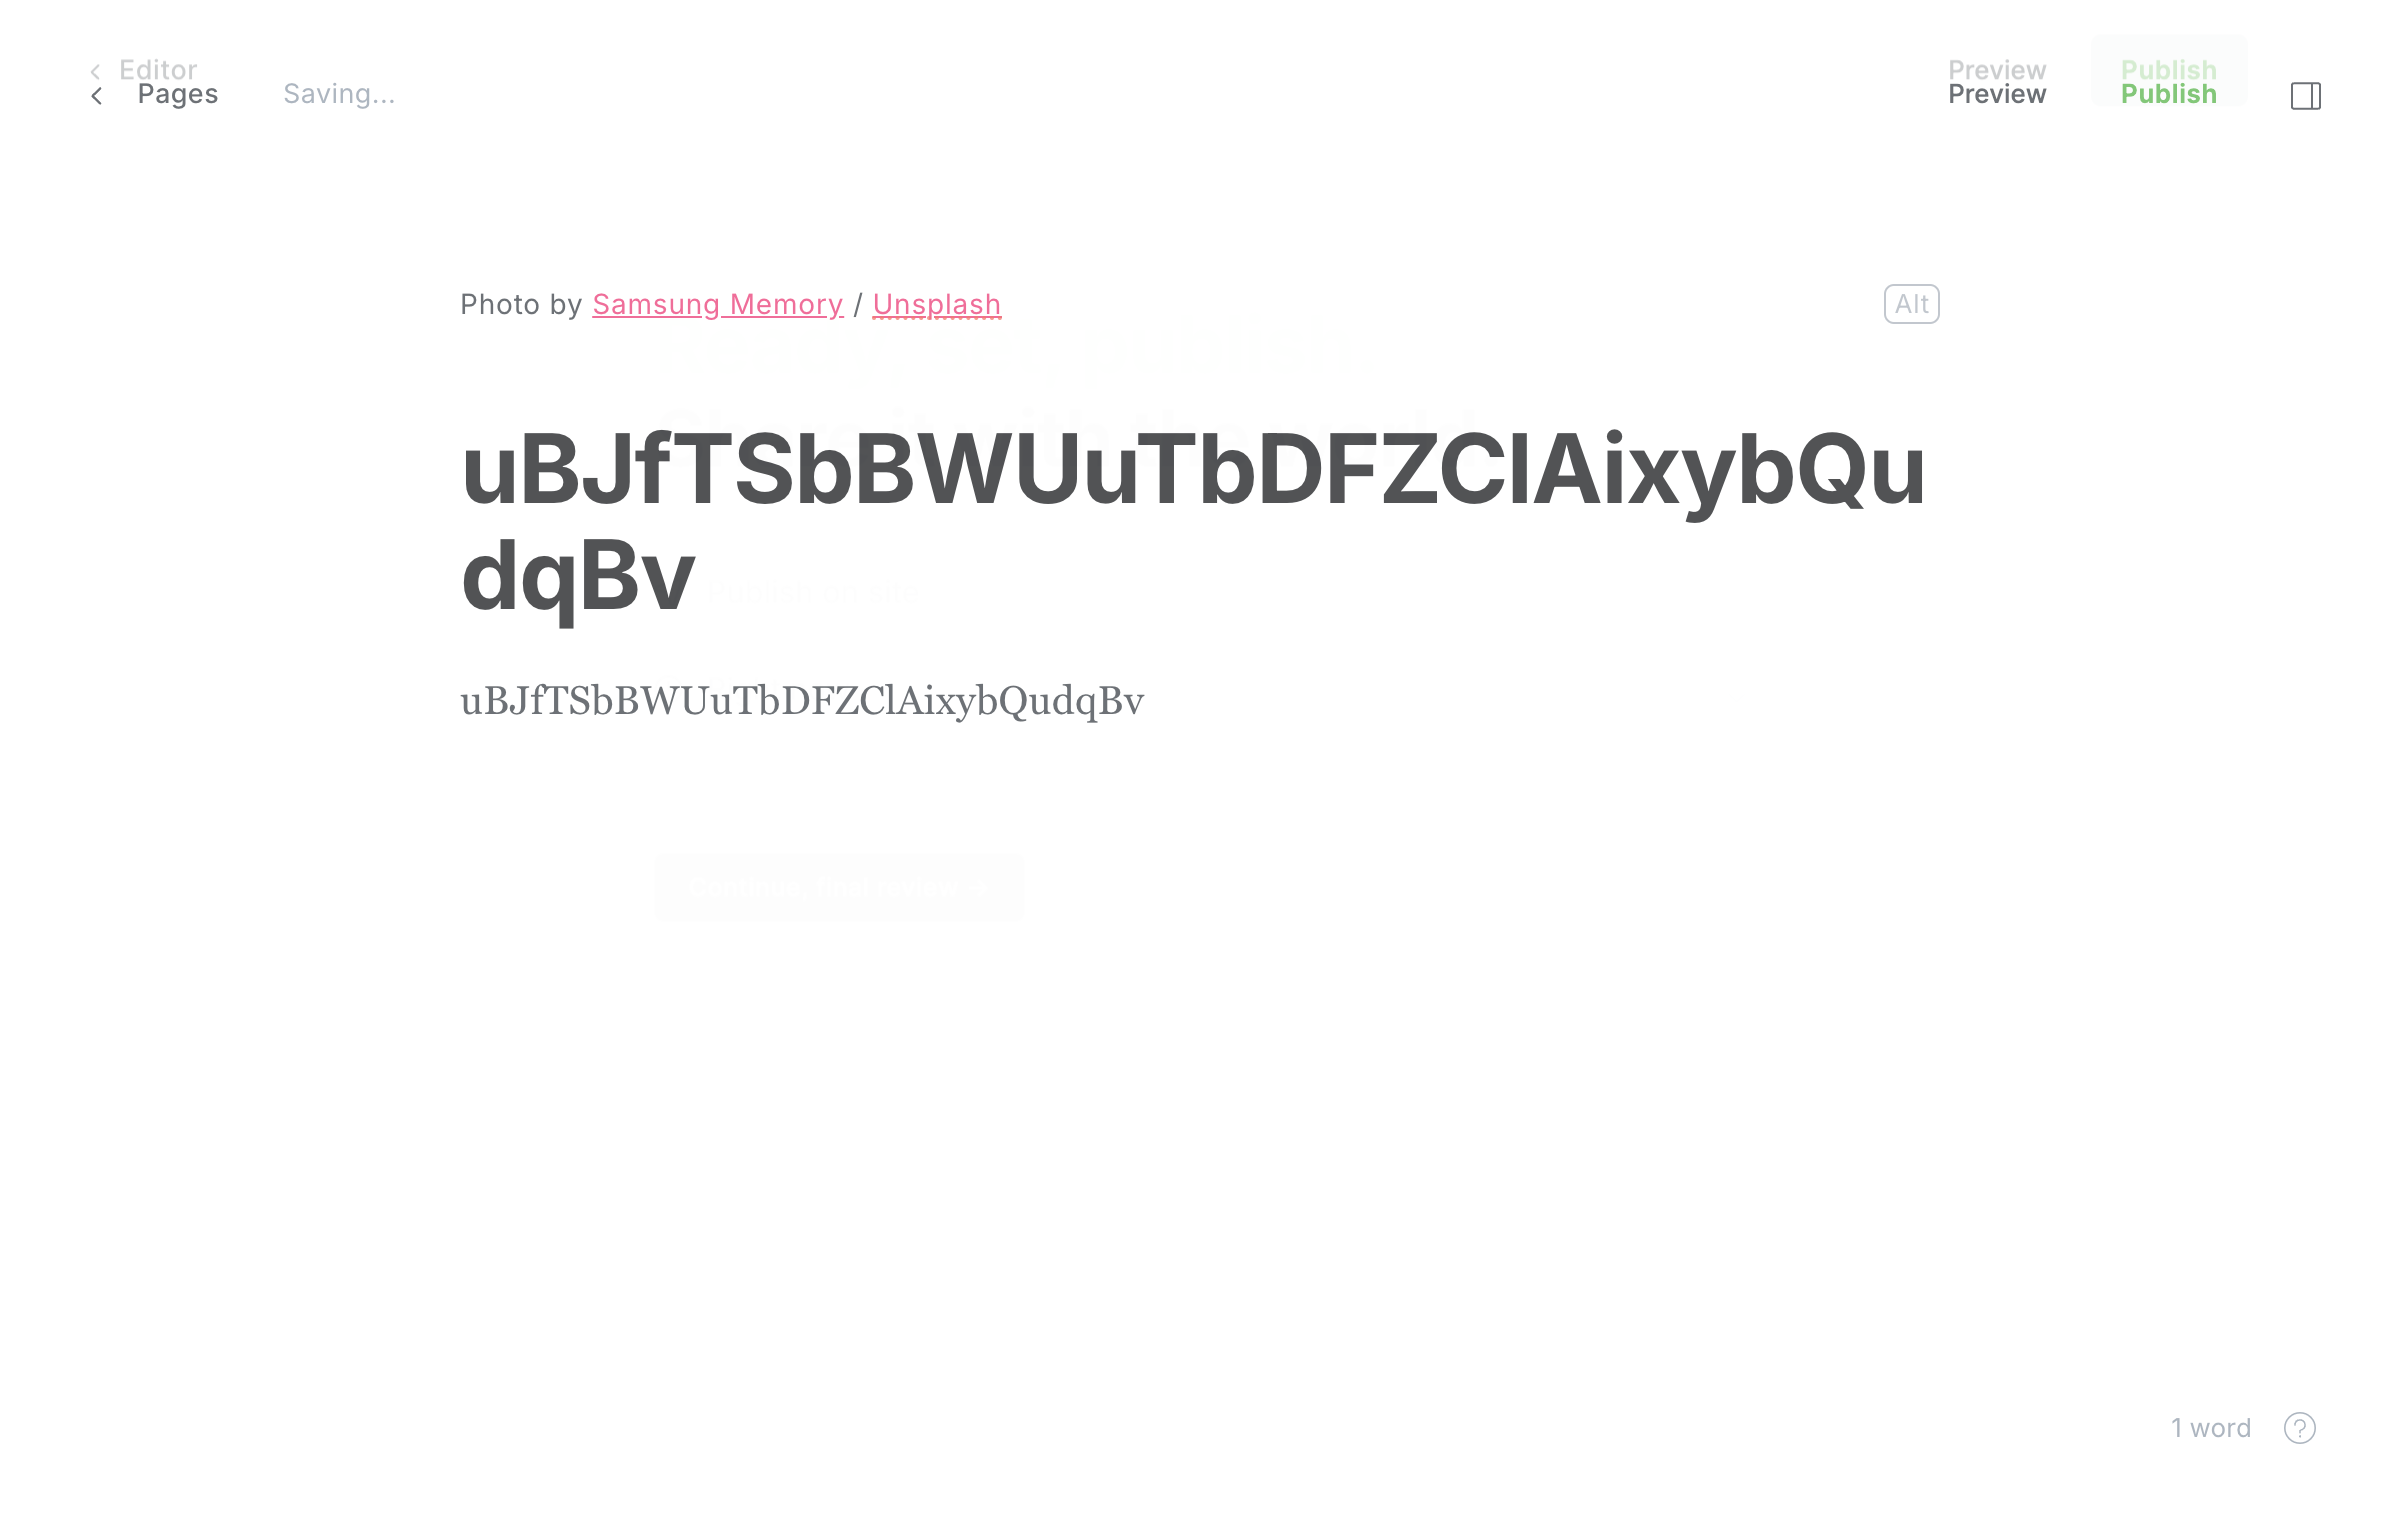 Editor
Pages
Saving...
Preview
Preview
Publish
Publish
Photo by Samsung Memory / Unsplash
Alt
uBJfTSbBWUuTbDFZClAixybQu
dqBv
uBJfTSbBWUuTbDFZClAixybQudqBv
1 word
?